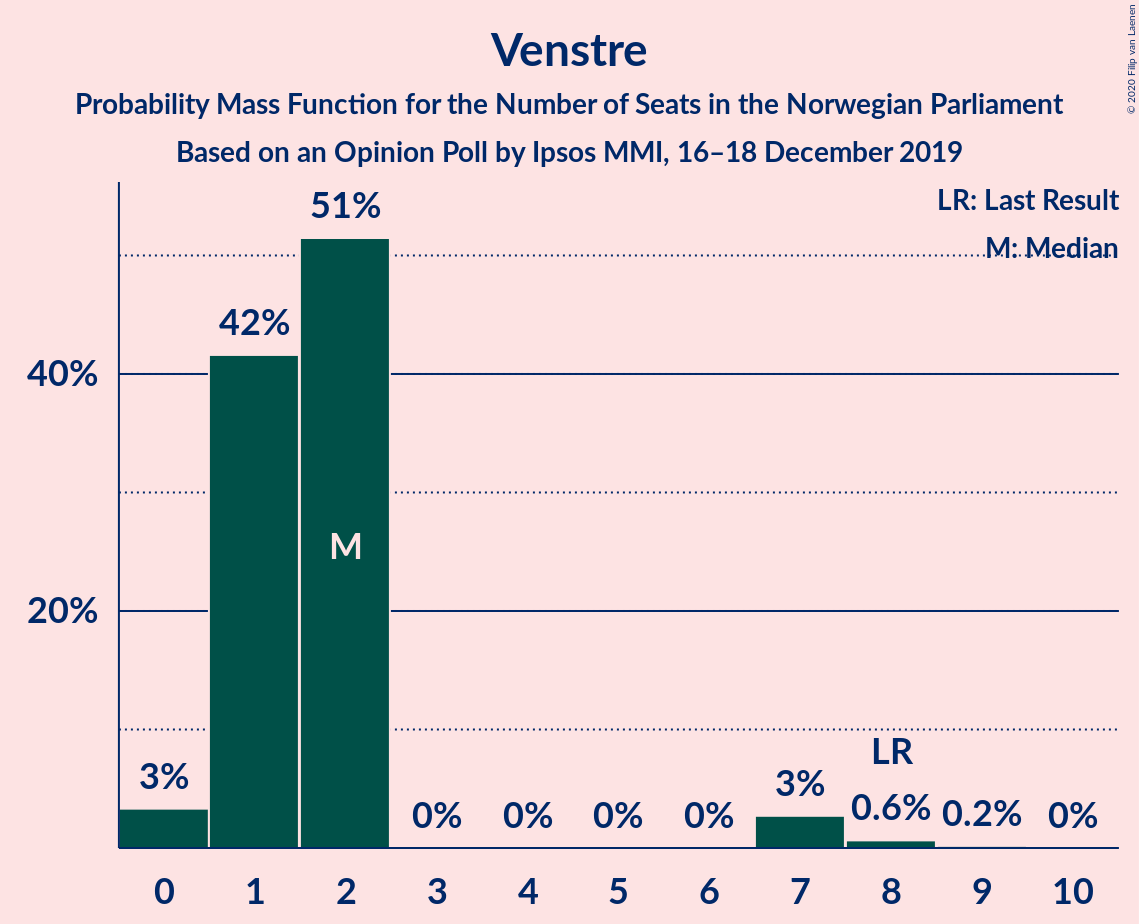 Venstre
Probability Mass Function for the Number of Seats in the Norwegian Parliament
Based on an Opinion Poll by Ipsos MMI, 16–18 December 2019
© 2020 Filip van Laenen
LR: Last Result
M: Median
51%
42%
40%
M
20%
LR
3%
3%
0.6%
0.2%
0%
0%
0%
0%
0%
0 1 2 3 4 5 6 7 8 9 10